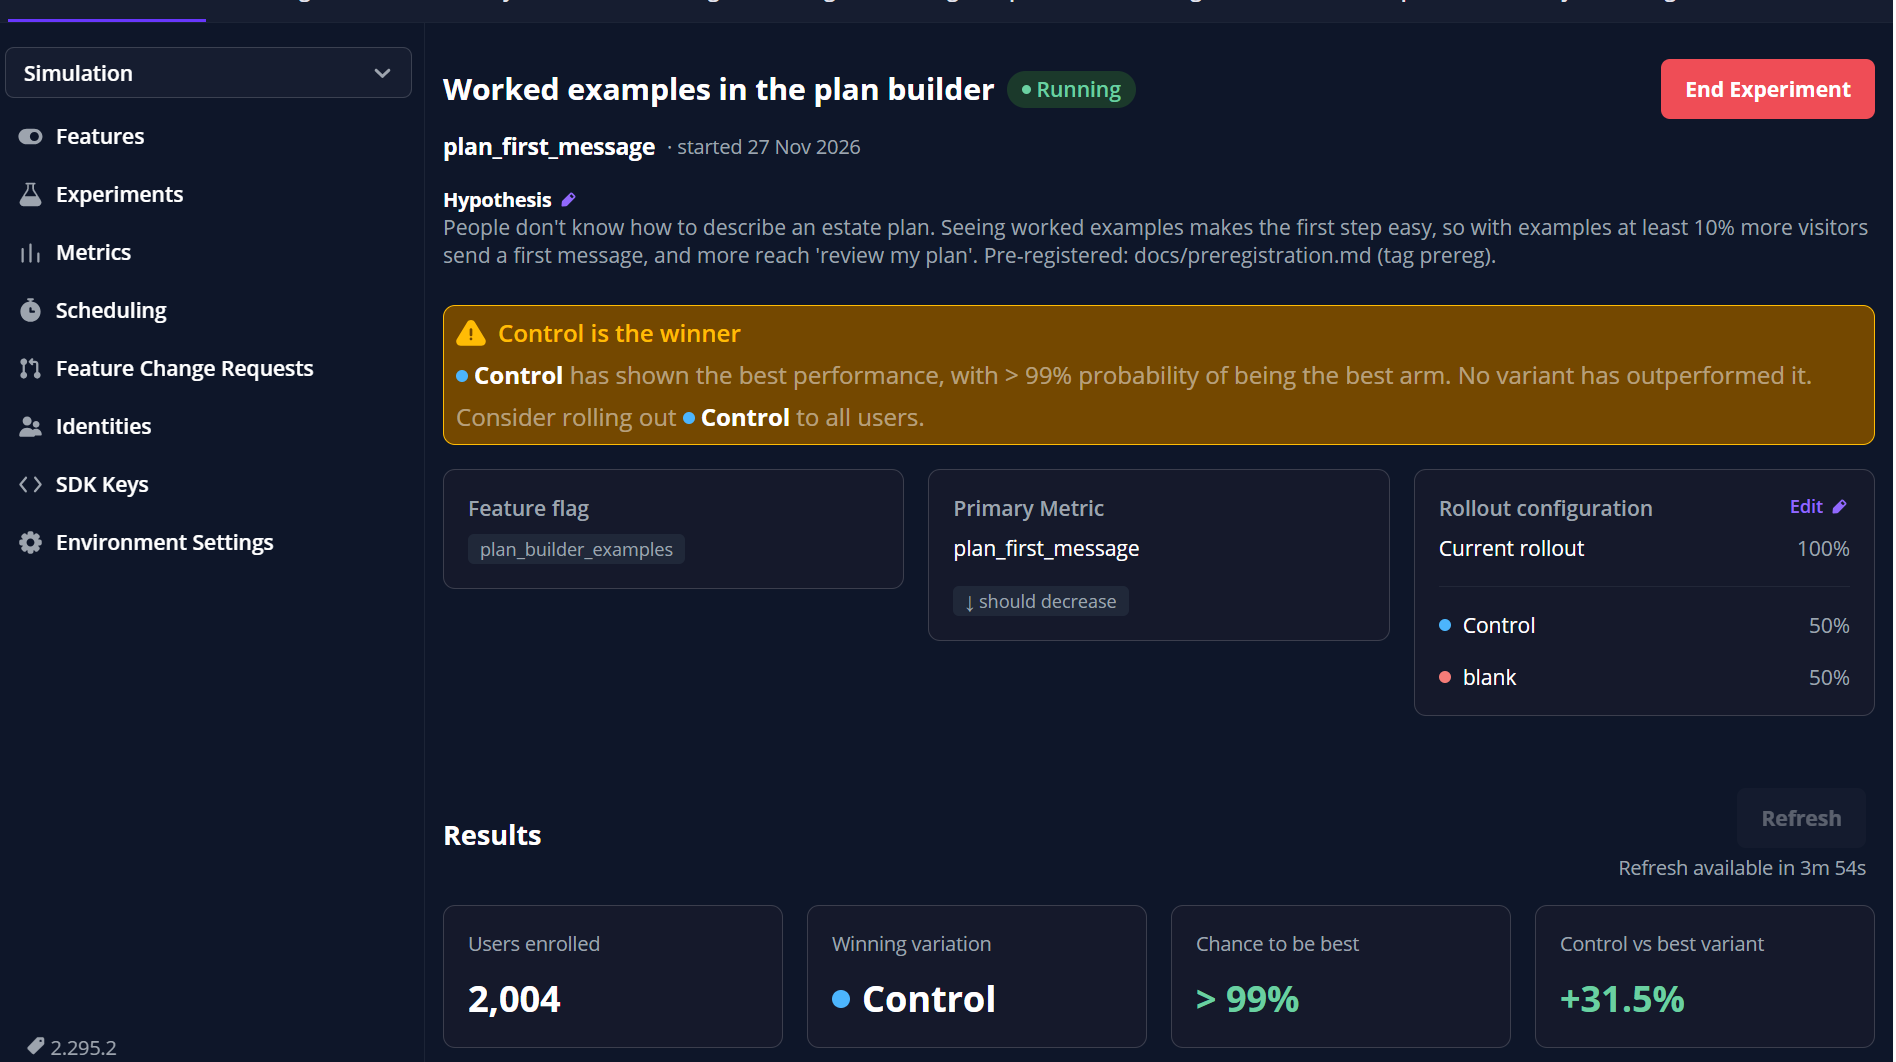 Simulation
Features
Experiments
Metrics
Scheduling
Feature Change Requests
Identities
SDK Keys
Environment Settings
2.295.2
Worked examples in the plan builder
Running
End Experiment
plan_first_message · started 27 Nov 2026
Hypothesis
People don't know how to describe an estate plan. Seeing worked examples makes the first step easy, so with examples at least 10% more visitors
send a first message, and more reach 'review my plan'. Pre-registered: docs/preregistration.md (tag prereg).
Control is the winner
Control has shown the best performance, with > 99% probability of being the best arm. No variant has outperformed it.
Consider rolling out Control to all users.
Feature flag
plan_builder_examples
Primary Metric
plan_first_message
↓ should decrease
Rollout configuration
Edit
Current rollout 100%
Control 50%
blank 50%
Results
Refresh
Refresh available in 3m 54s
Users enrolled
2,004
Winning variation
Control
Chance to be best
> 99%
Control vs best variant
+31.5%